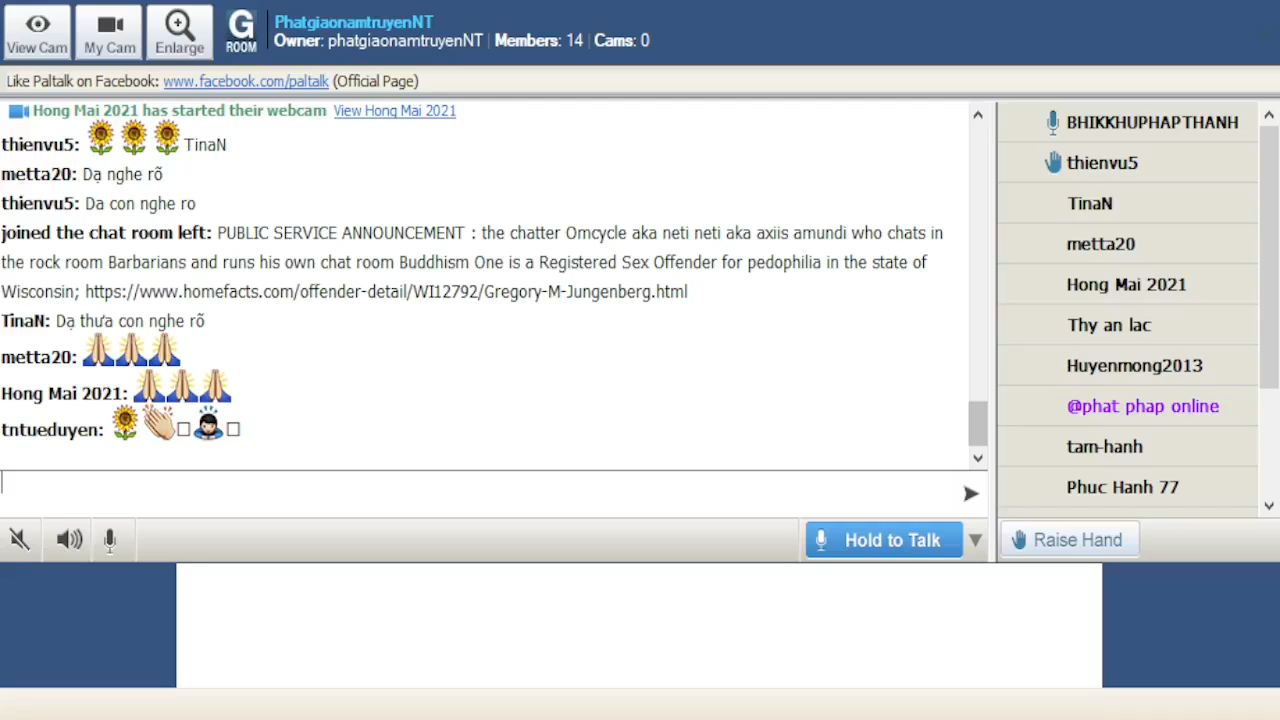 View Cam
My Cam
Enlarge
G
ROOM
PhatgiaonamtruyenNT
Owner: phatgiaonamtruyenNT | Members: 14 | Cams: 0
Like Paltalk on Facebook: www.facebook.com/paltalk (Official Page)
Hong Mai 2021 has started their webcam View Hong Mai 2021
thienvu5: TinaN
metta20: Dạ nghe rõ
thienvu5: Da con nghe ro
joined the chat room left: PUBLIC SERVICE ANNOUNCEMENT : the chatter Omcycle aka neti neti aka axiis amundi who chats in
the rock room Barbarians and runs his own chat room Buddhism One is a Registered Sex Offender for pedophilia in the state of
Wisconsin; https://www.homefacts.com/offender-detail/WI12792/Gregory-M-Jungenberg.html
TinaN: Dạ thưa con nghe rõ
metta20:
Hong Mai 2021:
tntueduyen:
Hold to Talk
BHIKKHUPHAPTHANH
thienvu5
TinaN
metta20
Hong Mai 2021
Thy an lac
Huyenmong2013
@phat phap online
tam-hanh
Phuc Hanh 77
Raise Hand